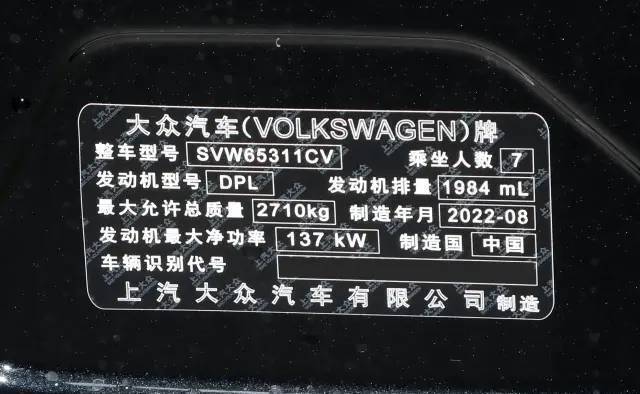 大众汽车(VOLKSWAGEN)牌
整车型号 SVW65311CV 乘坐人数 7
发动机型号 DPL 发动机排量 1984 mL
最大允许总质量 2710kg 制造年月 2022-08
发动机最大净功率 137 kW 制造国 中国
车辆识别代号
上汽大众汽车有限公司 制造